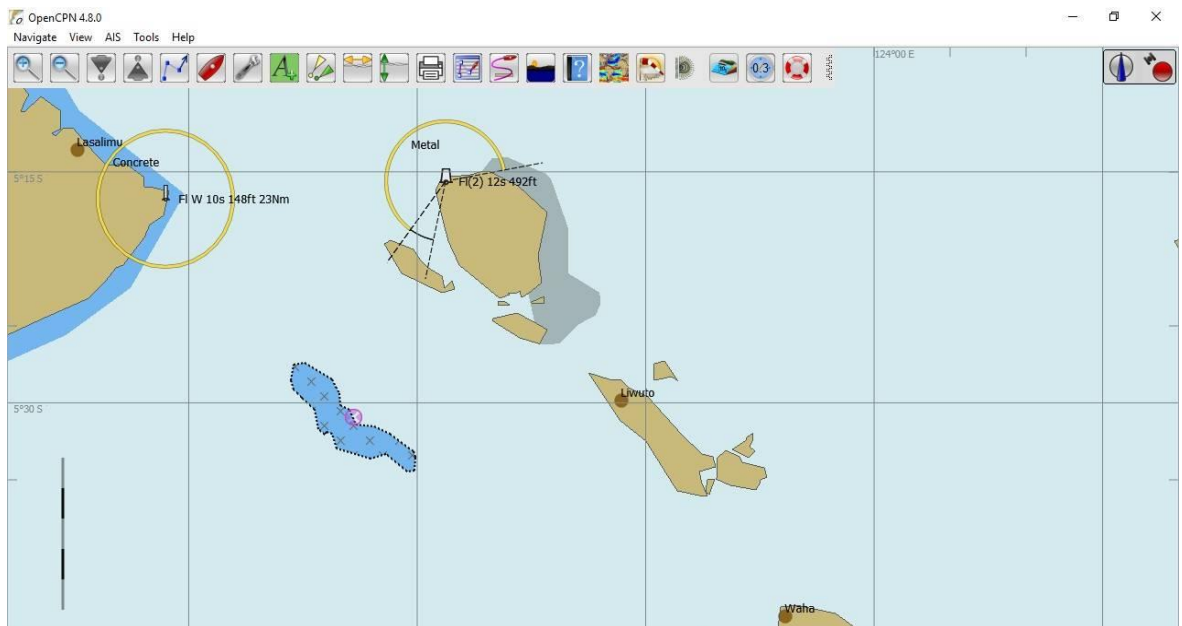 OpenCPN 4.8.0
Navigate View AIS Tools Help
A+
?
03
124°00 E
Lasalimu
Concrete
Metal
5°15 S
Fl W 10s 148ft 23Nm
Fl(2) 12s 492ft
5°30 S
Liwuto
Waha